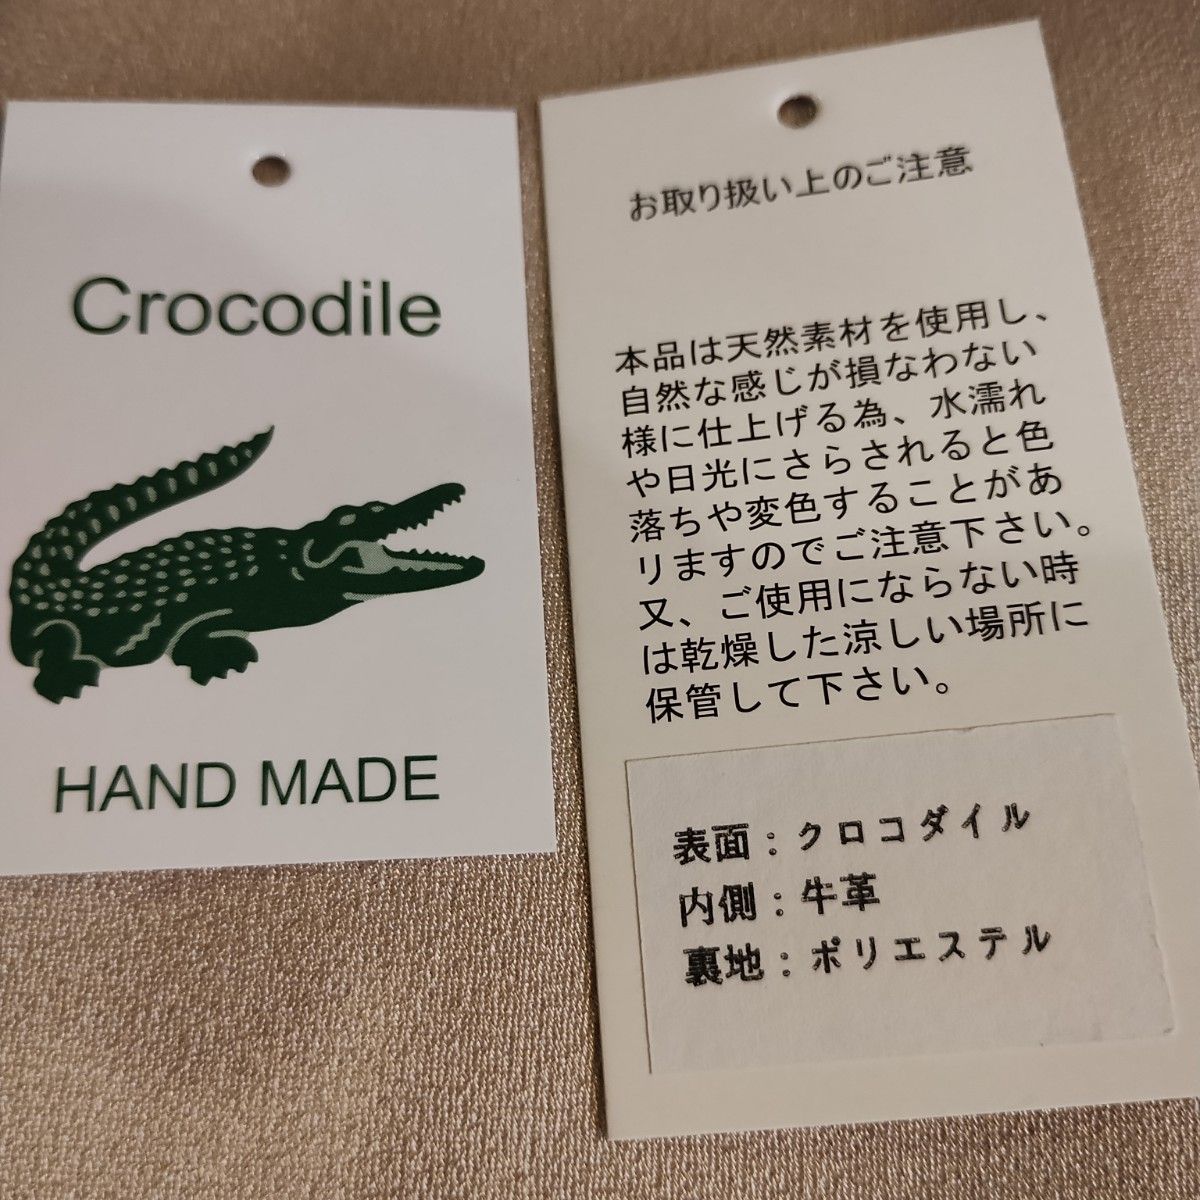 Crocodile
HAND MADE
お取り扱い上のご注意
本品は天然素材を使用し、
自然な感じが損なわない
様に仕上げる為、水濡れ
や日光にさらされると色
落ちや変色することがあ
りますのでご注意下さい。
又、ご使用にならない時
は乾燥した涼しい場所に
保管して下さい。
表面：クロコダイル
内側：牛革
裏地：ポリエステル